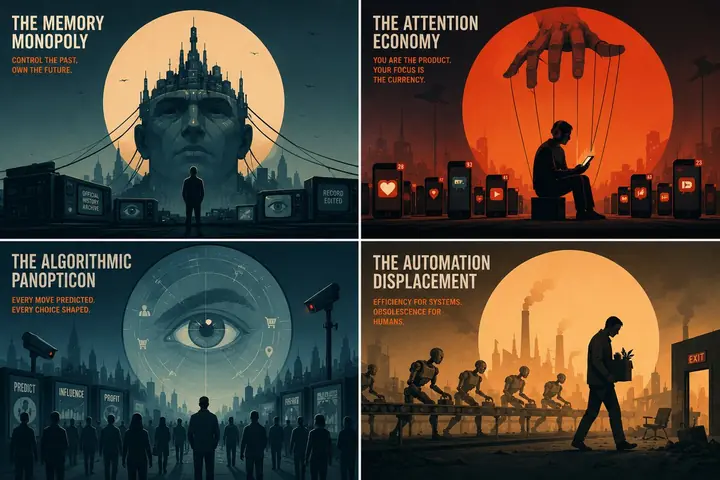 THE MEMORY
MONOPOLY
CONTROL THE PAST.
OWN THE FUTURE.
OFFICIAL
HISTORY
ARCHIVE
RECORD
EDITED
THE ATTENTION
ECONOMY
YOU ARE THE PRODUCT.
YOUR FOCUS IS
THE CURRENCY.
23
THE ALGORITHMIC
PANOPTICON
EVERY MOVE PREDICTED.
EVERY CHOICE SHAPED.
PREDICT
INFLUENCE
PROFIT
THE AUTOMATION
DISPLACEMENT
EFFICIENCY FOR SYSTEMS.
OBSOLESCENCE FOR
HUMANS.
EXIT